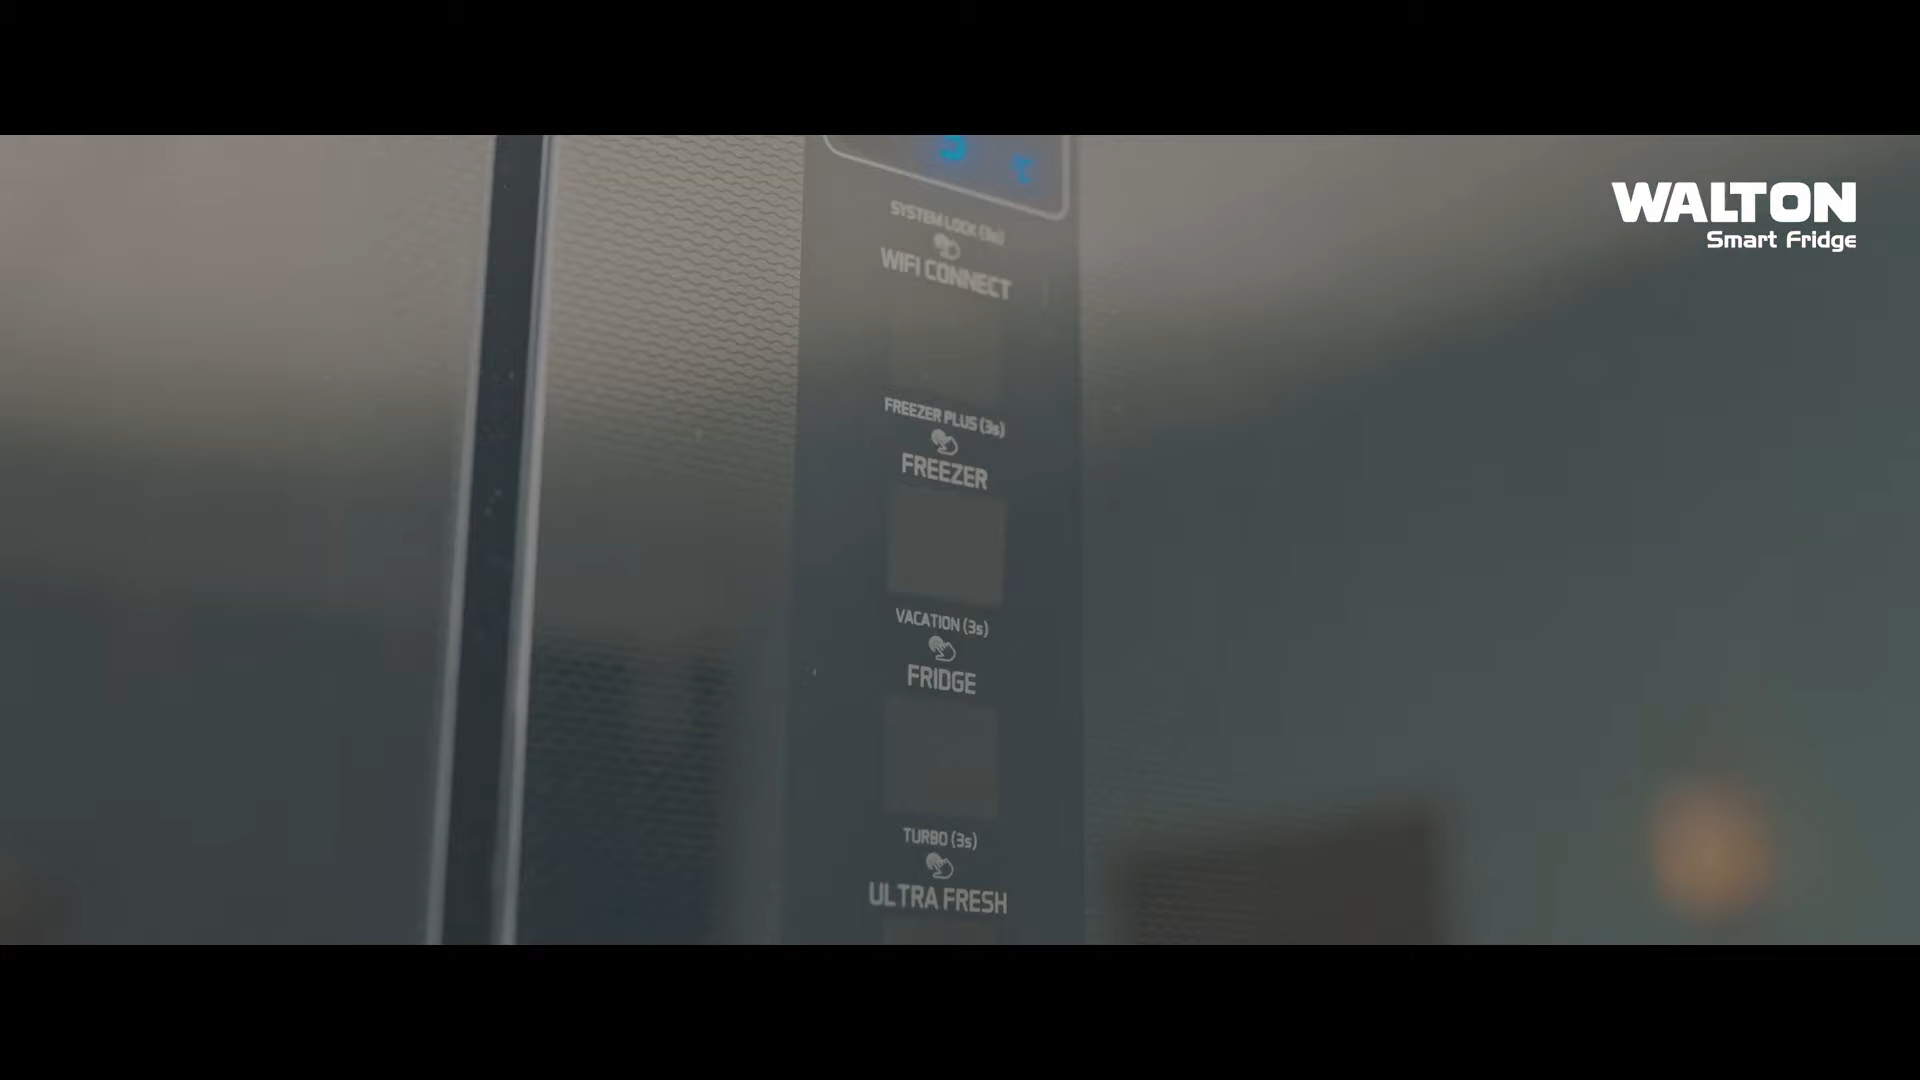 ℃
WALTON
Smart Fridge
SYSTEM LOCK (3s)
WIFI CONNECT
FREEZER PLUS (3s)
FREEZER
VACATION (3s)
FRIDGE
TURBO (3s)
ULTRA FRESH